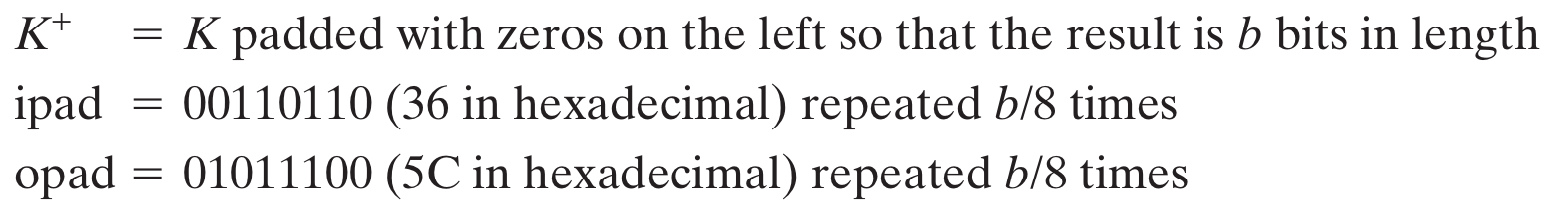 K⁺ = K padded with zeros on the left so that the result is b bits in length
ipad = 00110110 (36 in hexadecimal) repeated b/8 times
opad = 01011100 (5C in hexadecimal) repeated b/8 times